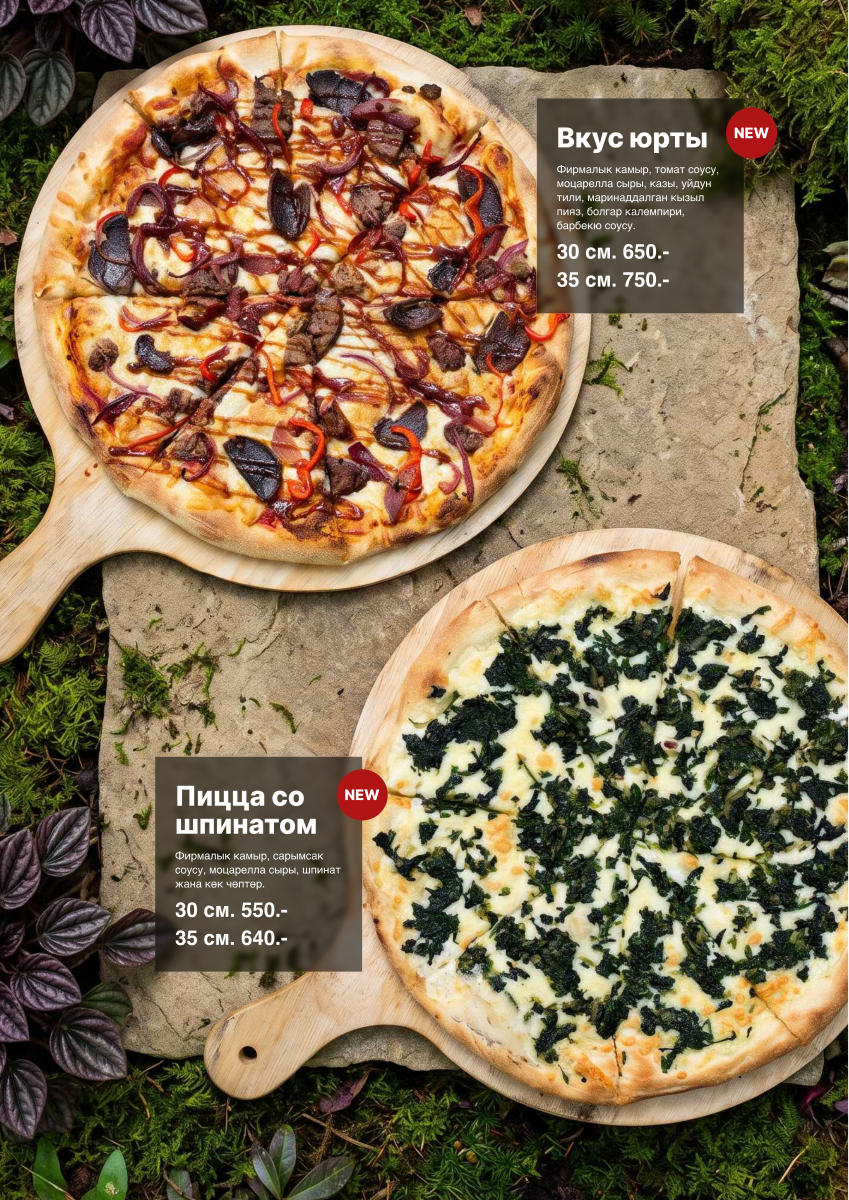 Вкус юрты
NEW
Фирмалык камыр, томат соусу,
моцарелла сыры, казы, уйдун
тили, маринаддалган кызыл
пияз, болгар калемпири,
барбекю соусу.
30 см. 650.-
35 см. 750.-
Пицца со
шпинатом
NEW
Фирмалык камыр, сарымсак
соусу, моцарелла сыры, шпинат
жана көк чөптөр.
30 см. 550.-
35 см. 640.-